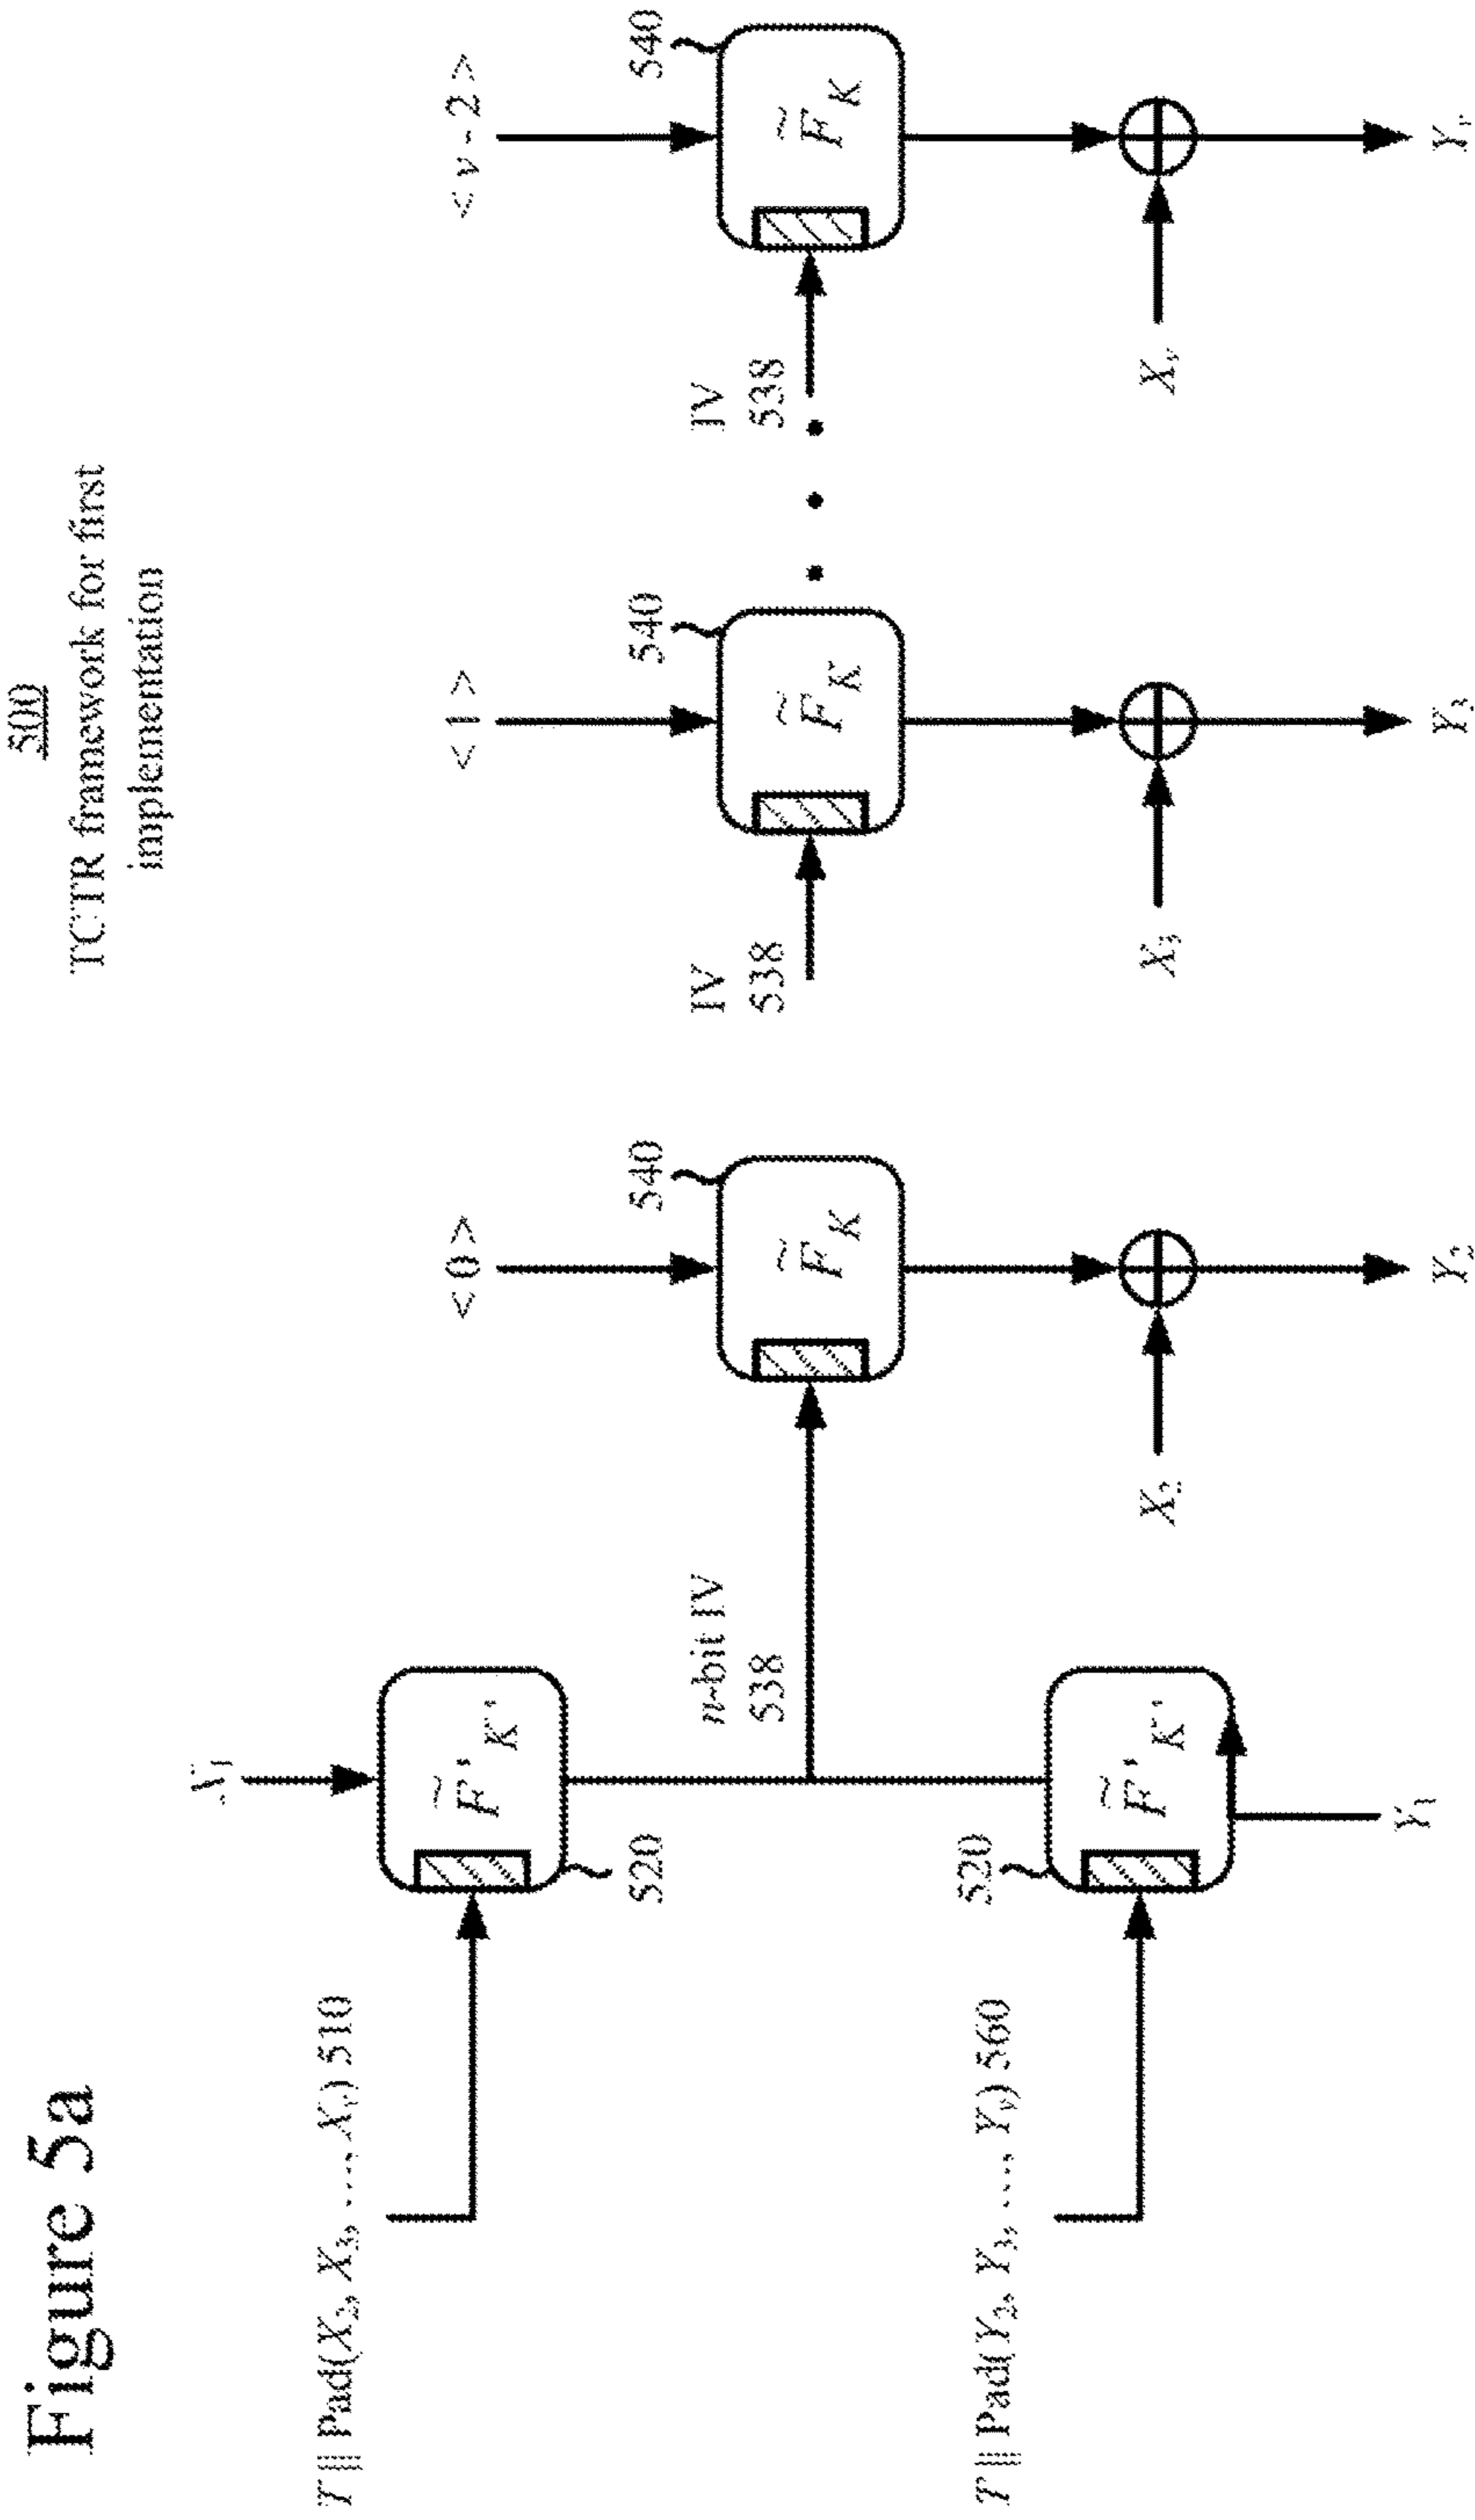 Figure 5a
500
TCTR framework for first
implementation
T || Pad(X2, X3, ..., Xv) 510
X1
F̃'K'
520
n-bit IV
538
< 0 >
540
F̃K
X2
Y2
IV
538
< 1 >
540
F̃K
X3
Y3
IV
538
< v - 2 >
540
F̃K
Xv
Yv
T || Pad(Y2, Y3, ..., Yv) 560
520
F̃'K'
Y1